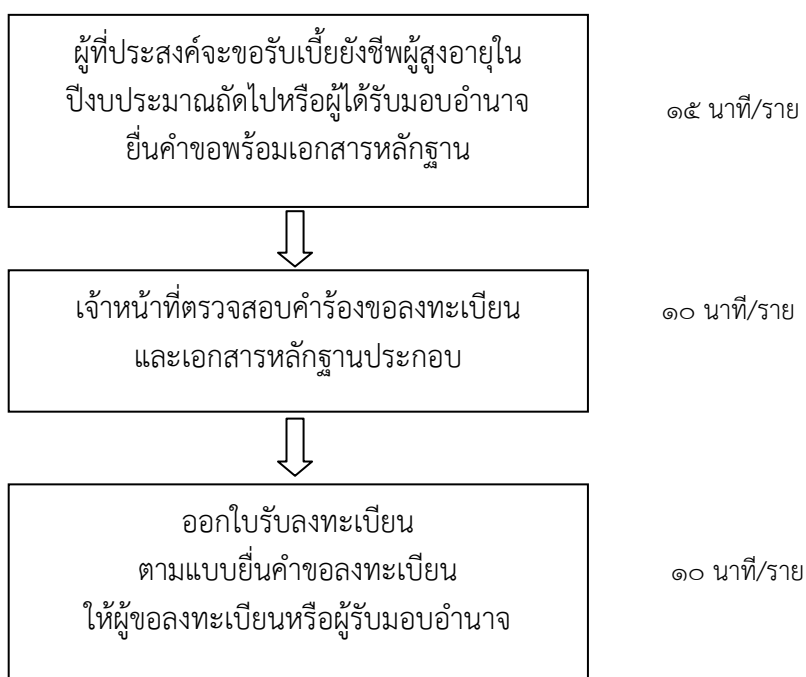 ผู้ที่ประสงค์จะขอรับเบี้ยยังชีพผู้สูงอายุใน
ปีงบประมาณถัดไปหรือผู้ได้รับมอบอำนาจ
ยื่นคำขอพร้อมเอกสารหลักฐาน
๑๕ นาที/ราย
เจ้าหน้าที่ตรวจสอบคำร้องขอลงทะเบียน
และเอกสารหลักฐานประกอบ
๑๐ นาที/ราย
ออกใบรับลงทะเบียน
ตามแบบยื่นคำขอลงทะเบียน
ให้ผู้ขอลงทะเบียนหรือผู้รับมอบอำนาจ
๑๐ นาที/ราย